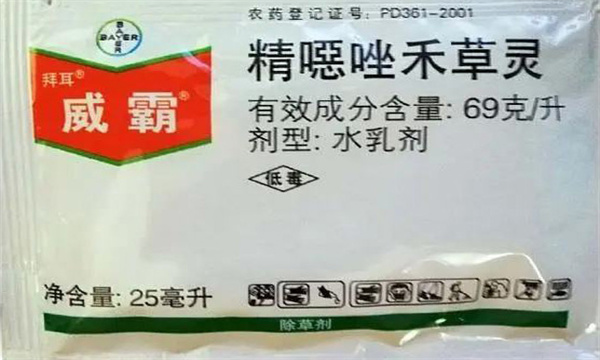 农药登记证号: PD361-2001
BAYER
BAYER
拜耳®
威霸®
精噁唑禾草灵
有效成分含量: 69克/升
剂型: 水乳剂
低毒
净含量: 25毫升
除草剂